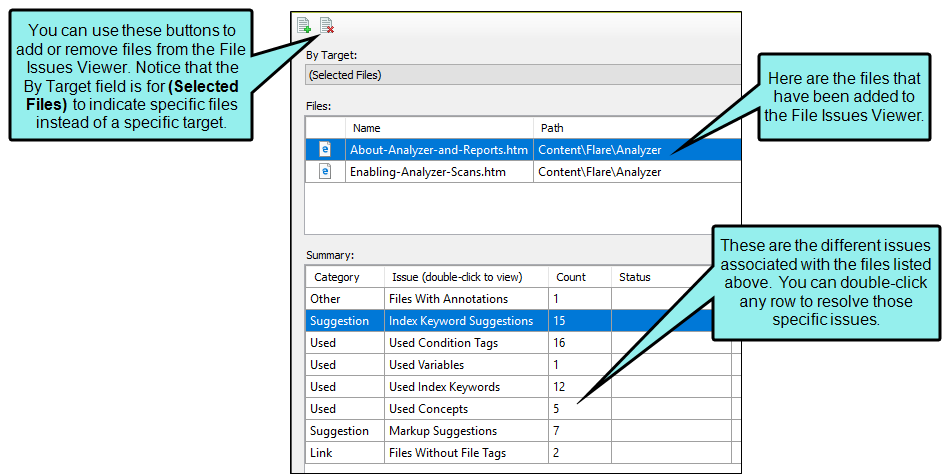 You can use these buttons to
add or remove files from the File
Issues Viewer. Notice that the
By Target field is for (Selected
Files) to indicate specific files
instead of a specific target.
By Target:
(Selected Files)
Here are the files that
have been added to
the File Issues Viewer.
Files:
Name Path
About-Analyzer-and-Reports.htm Content\Flare\Analyzer
Enabling-Analyzer-Scans.htm Content\Flare\Analyzer
These are the different issues
associated with the files listed
above. You can double-click
any row to resolve those
specific issues.
Summary:
Category Issue (double-click to view) Count Status
Other Files With Annotations 1
Suggestion Index Keyword Suggestions 15
Used Used Condition Tags 16
Used Used Variables 1
Used Used Index Keywords 12
Used Used Concepts 5
Suggestion Markup Suggestions 7
Link Files Without File Tags 2